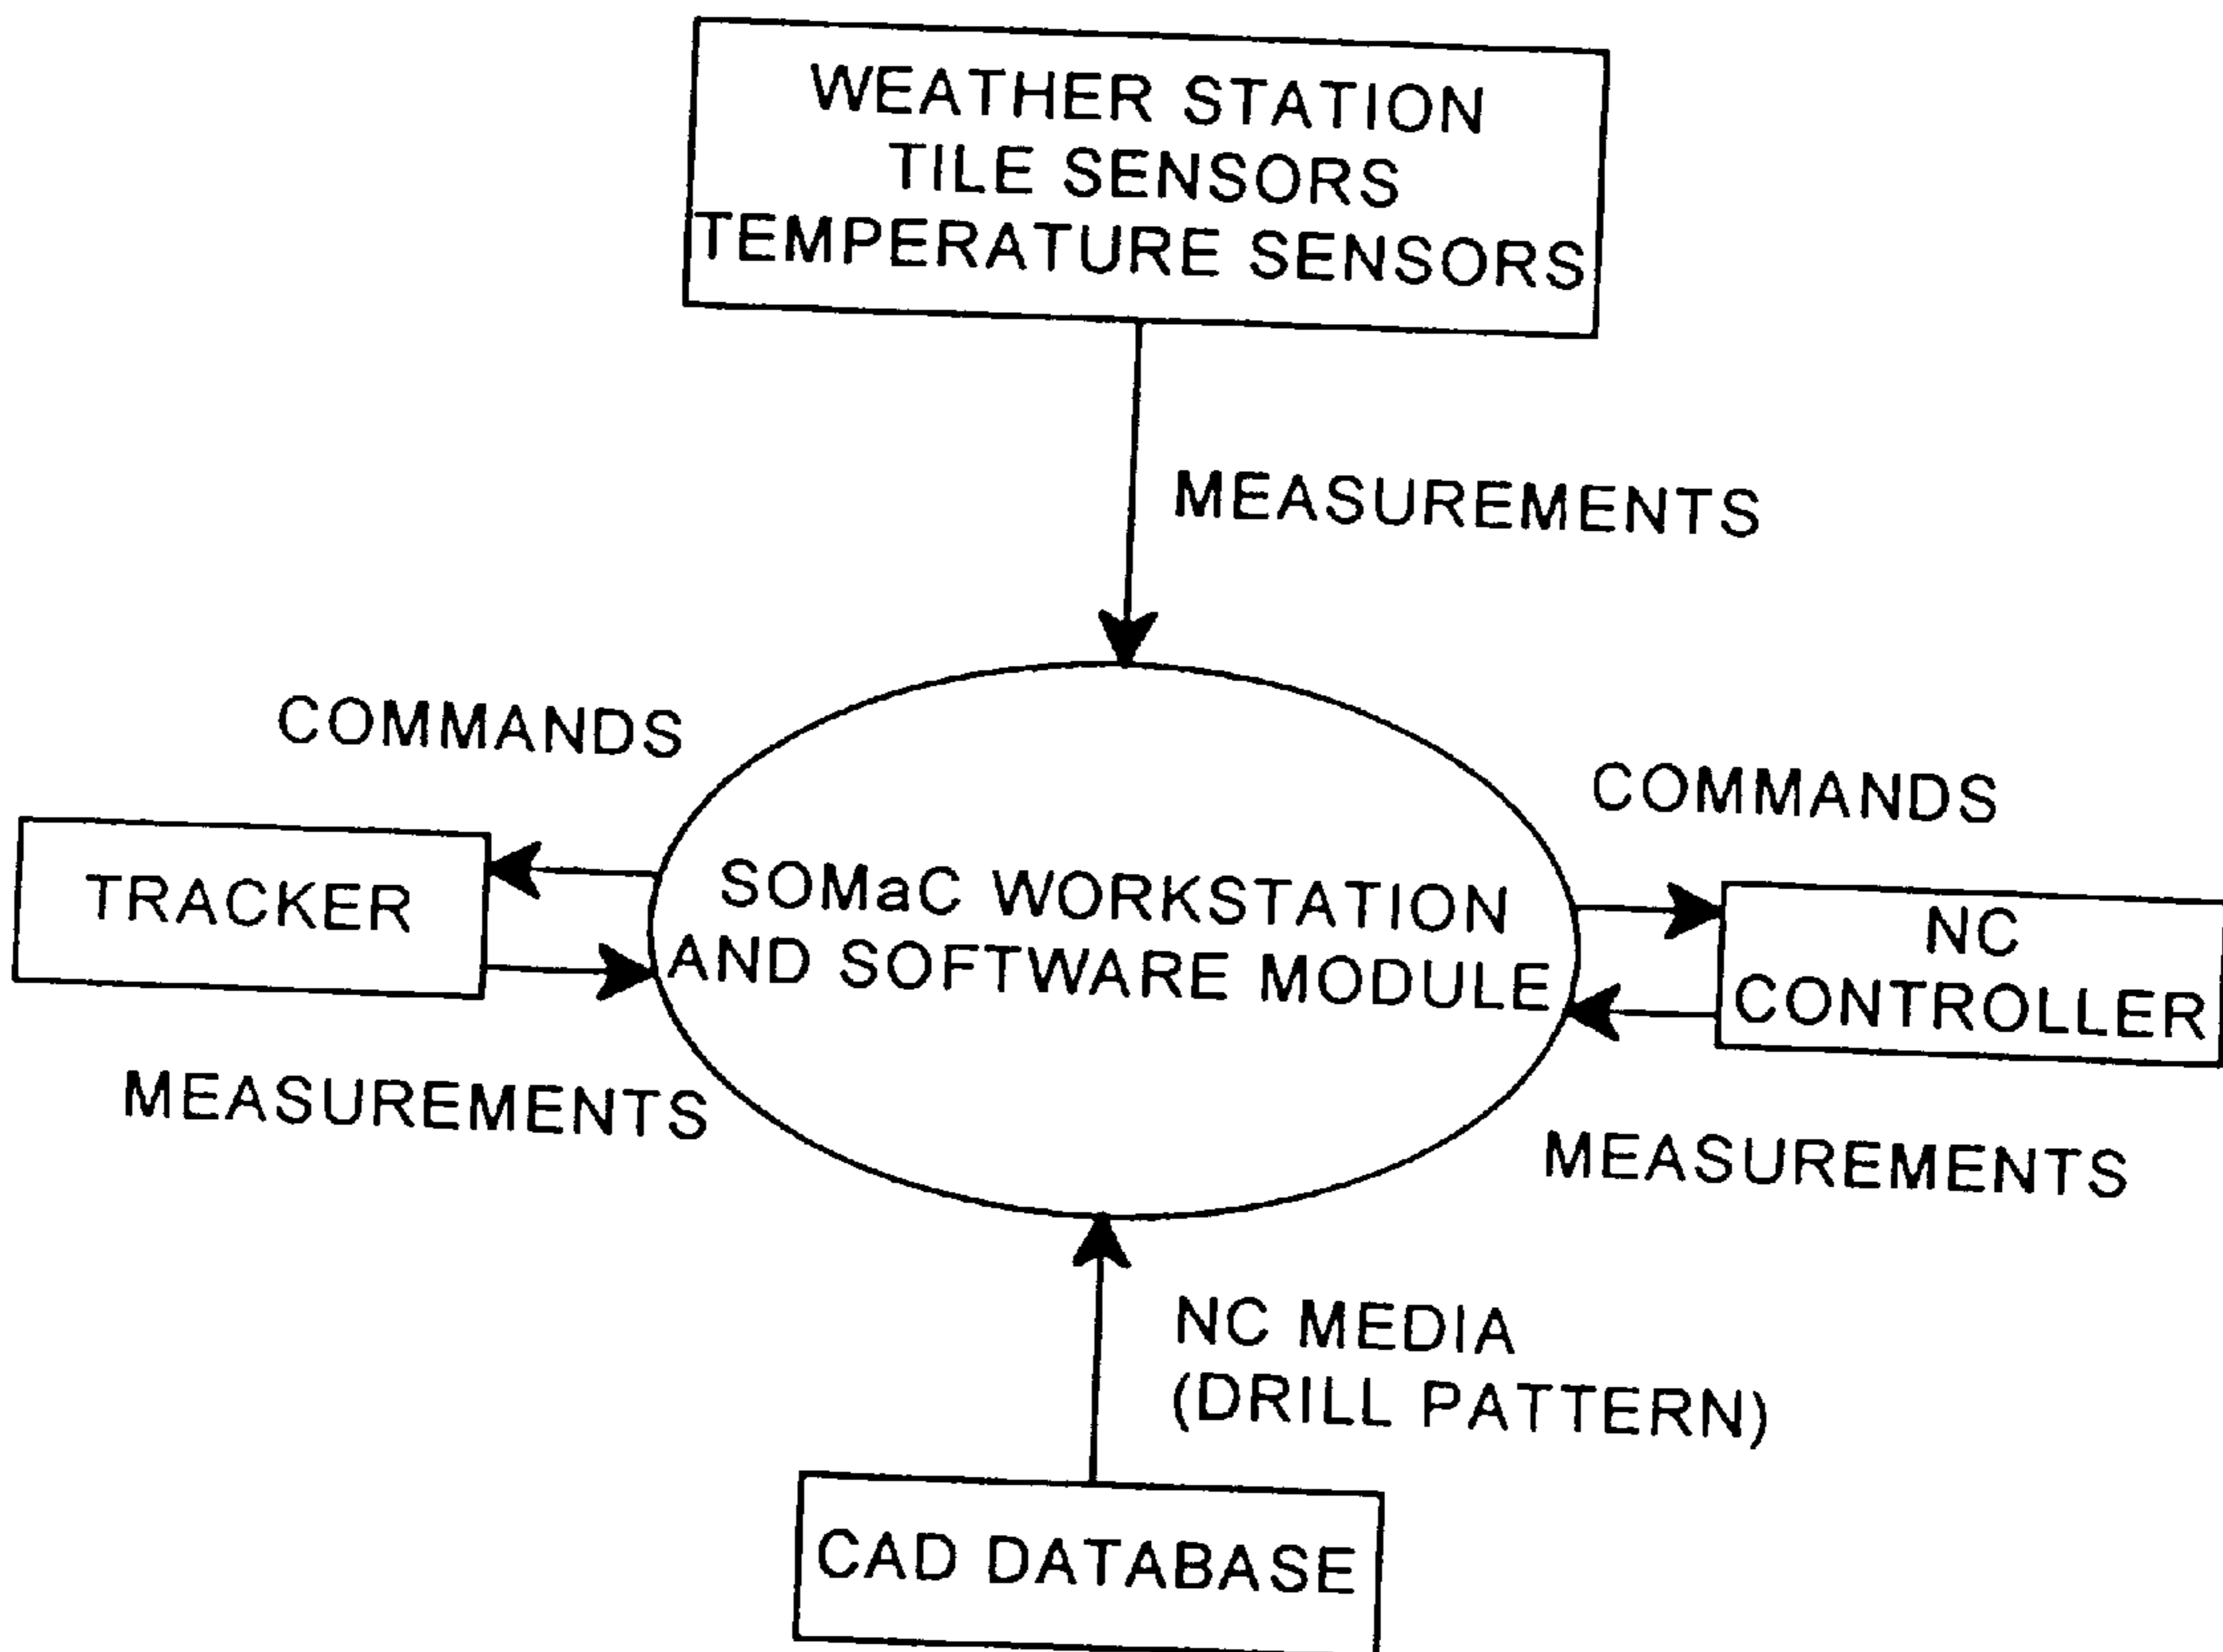 WEATHER STATION
TILE SENSORS
TEMPERATURE SENSORS
MEASUREMENTS
COMMANDS
COMMANDS
TRACKER
SOMaC WORKSTATION
AND SOFTWARE MODULE
NC
CONTROLLER
MEASUREMENTS
MEASUREMENTS
NC MEDIA
(DRILL PATTERN)
CAD DATABASE